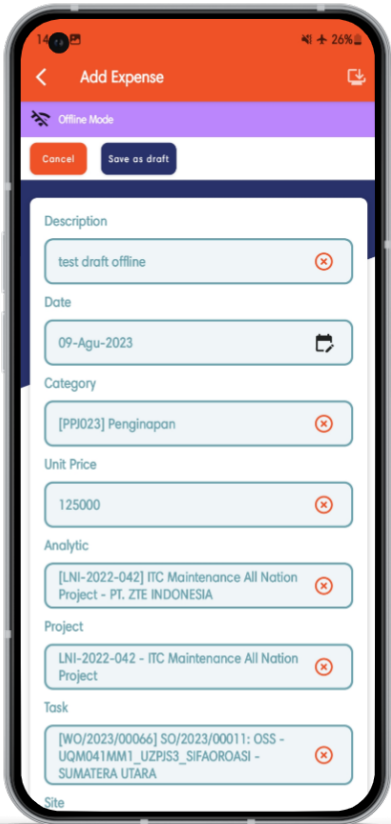 26%
Add Expense
Offline Mode
Cancel
Save as draft
Description
test draft offline
Date
09-Agu-2023
Category
[PPJ023] Penginapan
Unit Price
125000
Analytic
[LNI-2022-042] ITC Maintenance All Nation
Project - PT. ZTE INDONESIA
Project
LNI-2022-042 - ITC Maintenance All Nation
Project
Task
[WO/2023/00066] SO/2023/00011: OSS -
UQM041MM1_UZPJS3_SIFAOROASI -
SUMATERA UTARA
Site